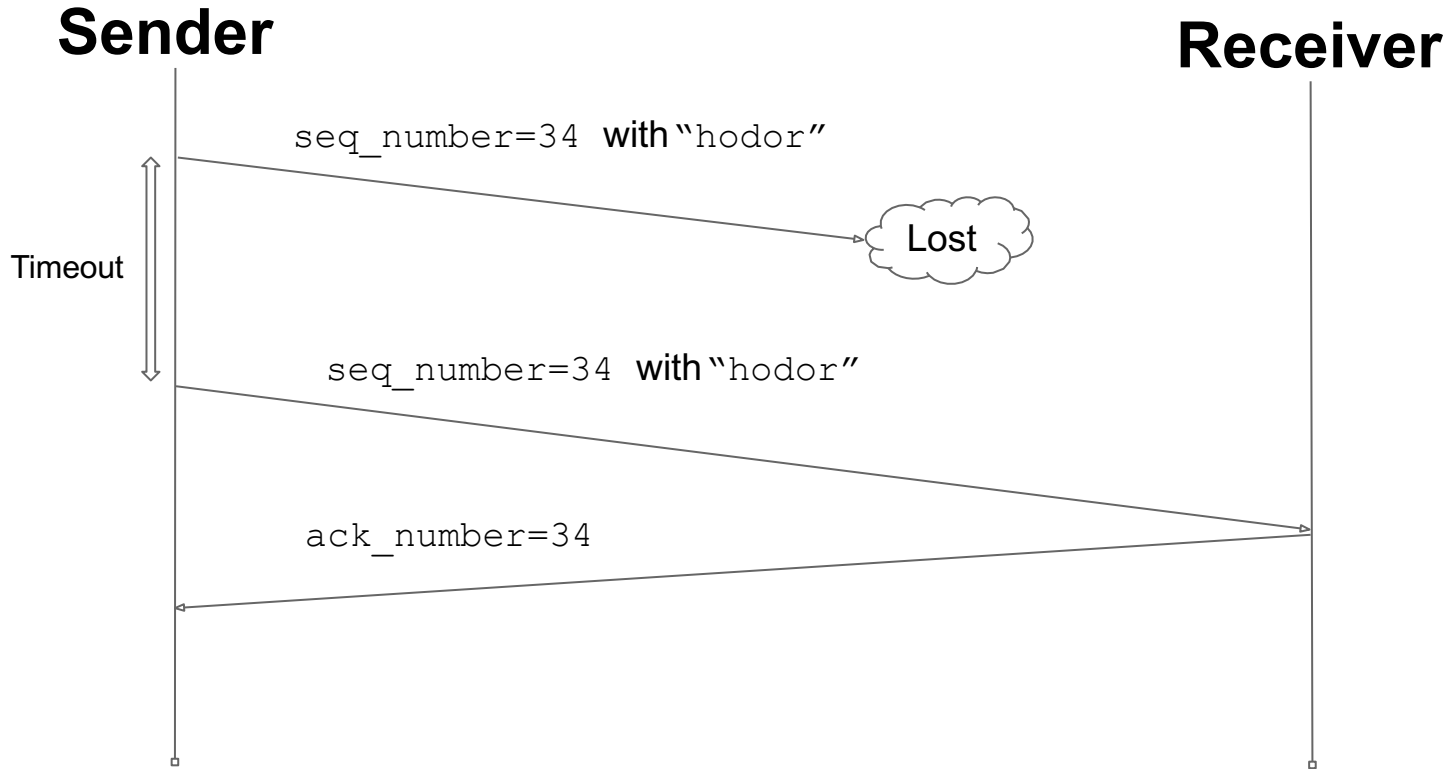 Sender
Receiver
seq_number=34 with “hodor”
Lost
Timeout
seq_number=34 with “hodor”
ack_number=34